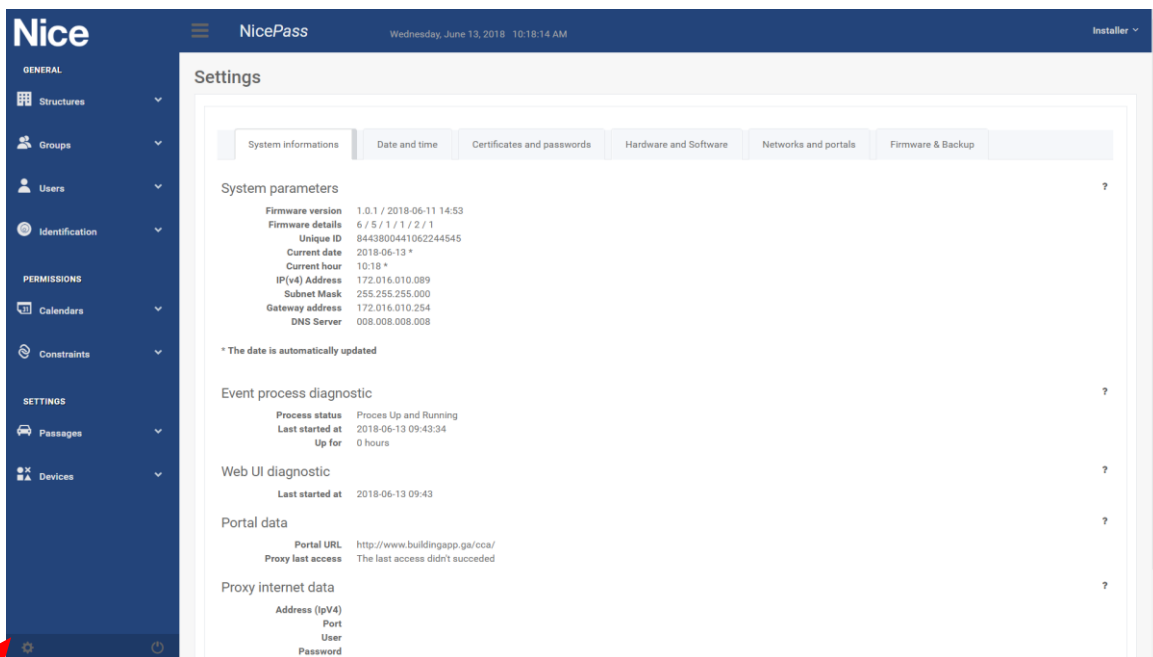 Nice
NicePass
Wednesday, June 13, 2018 10:18:14 AM
Installer
GENERAL
Structures
Groups
Users
Identification
PERMISSIONS
31 Calendars
Constraints
SETTINGS
Passages
Devices
Settings
System informations
Date and time
Certificates and passwords
Hardware and Software
Networks and portals
Firmware & Backup
System parameters ?
Firmware version 1.0.1 / 2018-06-11 14:53
Firmware details 6 / 5 / 1 / 1 / 2 / 1
Unique ID 8443800441062244545
Current date 2018-06-13 *
Current hour 10:18 *
IP(v4) Address 172.016.010.089
Subnet Mask 255.255.255.000
Gateway address 172.016.010.254
DNS Server 008.008.008.008
* The date is automatically updated
Event process diagnostic ?
Process status Proces Up and Running
Last started at 2018-06-13 09:43:34
Up for 0 hours
Web UI diagnostic ?
Last started at 2018-06-13 09:43
Portal data ?
Portal URL http://www.buildingapp.ga/cca/
Proxy last access The last access didn't succeded
Proxy internet data ?
Address (IpV4)
Port
User
Password